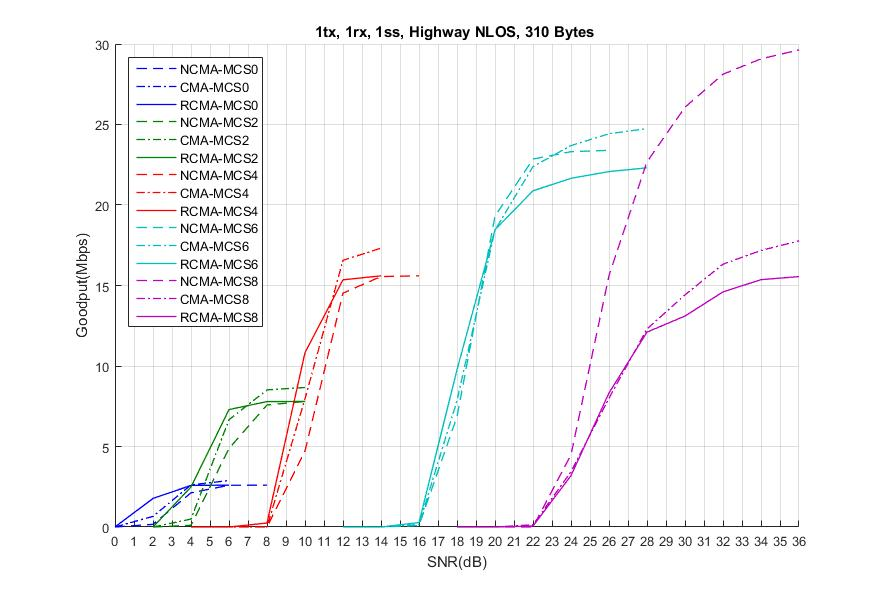 1tx, 1rx, 1ss, Highway NLOS, 310 Bytes
30
25
20
15
10
5
0
Goodput(Mbps)
NCMA-MCS0
CMA-MCS0
RCMA-MCS0
NCMA-MCS2
CMA-MCS2
RCMA-MCS2
NCMA-MCS4
CMA-MCS4
RCMA-MCS4
NCMA-MCS6
CMA-MCS6
RCMA-MCS6
NCMA-MCS8
CMA-MCS8
RCMA-MCS8
0 1 2 3 4 5 6 7 8 9 10 11 12 13 14 15 16 17 18 19 20 21 22 23 24 25 26 27 28 29 30 31 32 33 34 35 36
SNR(dB)